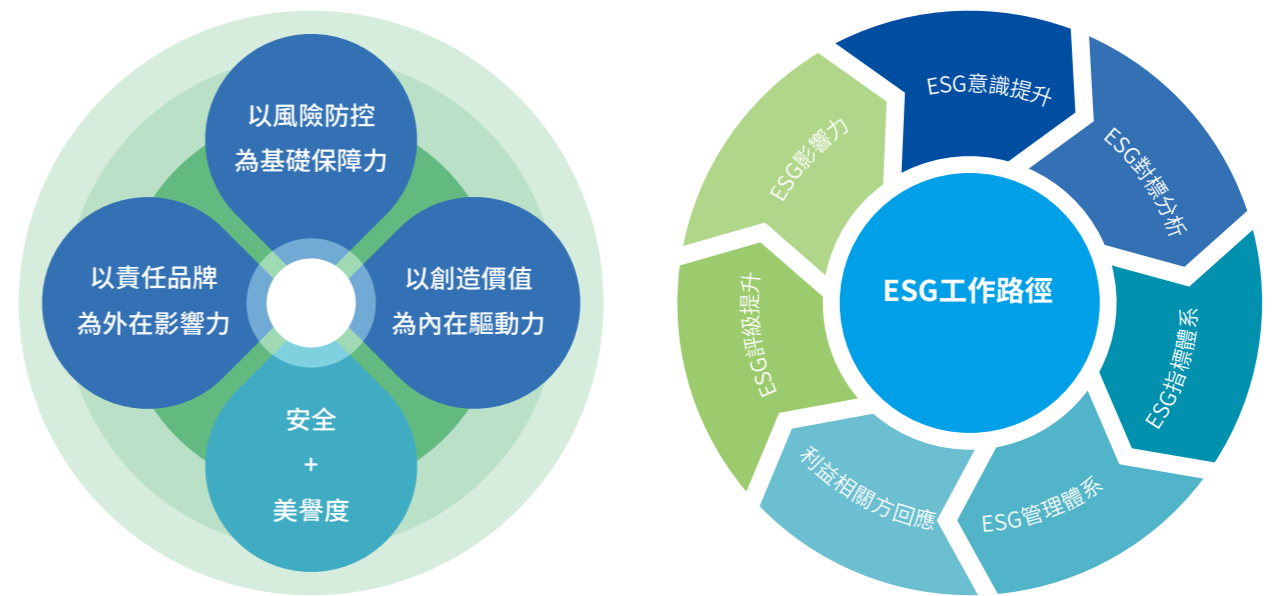 以風險防控
為基礎保障力
以責任品牌
為外在影響力
以創造價值
為內在驅動力
安全
+
美譽度
ESG工作路徑
ESG意識提升
ESG對標分析
ESG指標體系
ESG管理體系
利益相關方回應
ESG評級提升
ESG影響力